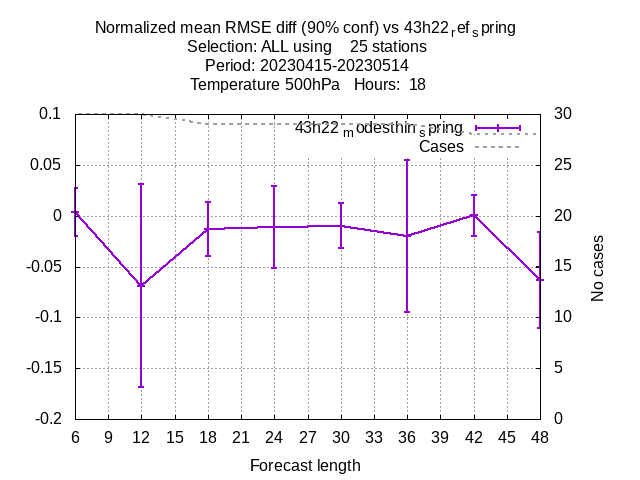 Normalized mean RMSE diff (90% conf) vs 43h22refspring
Selection: ALL using 25 stations
Period: 20230415-20230514
Temperature 500hPa Hours: 18
0.1 30
43h22modesthinspring
Cases
0.05 25
0 20
-0.05 15
-0.1 10
-0.15 5
-0.2 0
No cases
6 9 12 15 18 21 24 27 30 33 36 39 42 45 48
Forecast length